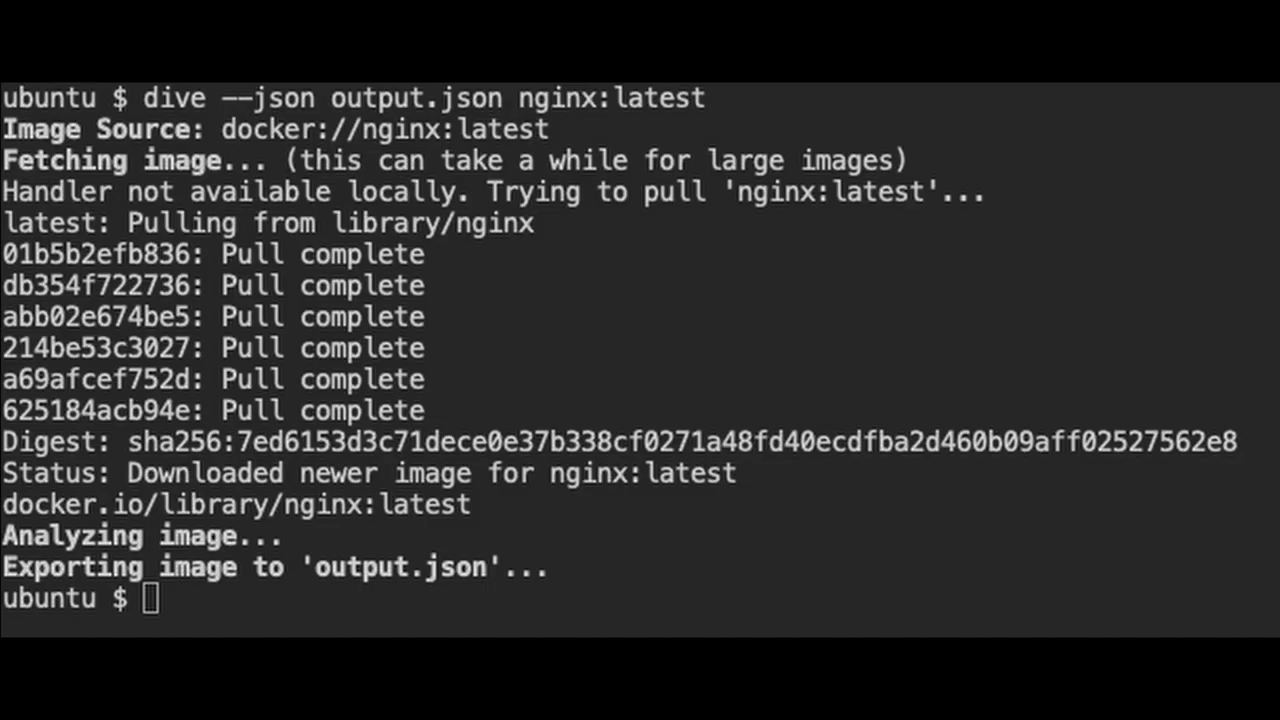 ubuntu $ dive --json output.json nginx:latest
Image Source: docker://nginx:latest
Fetching image... (this can take a while for large images)
Handler not available locally. Trying to pull 'nginx:latest'...
latest: Pulling from library/nginx
01b5b2efb836: Pull complete
db354f722736: Pull complete
abb02e674be5: Pull complete
214be53c3027: Pull complete
a69afcef752d: Pull complete
625184acb94e: Pull complete
Digest: sha256:7ed6153d3c71dece0e37b338cf0271a48fd40ecdfba2d460b09aff02527562e8
Status: Downloaded newer image for nginx:latest
docker.io/library/nginx:latest
Analyzing image...
Exporting image to 'output.json'...
ubuntu $